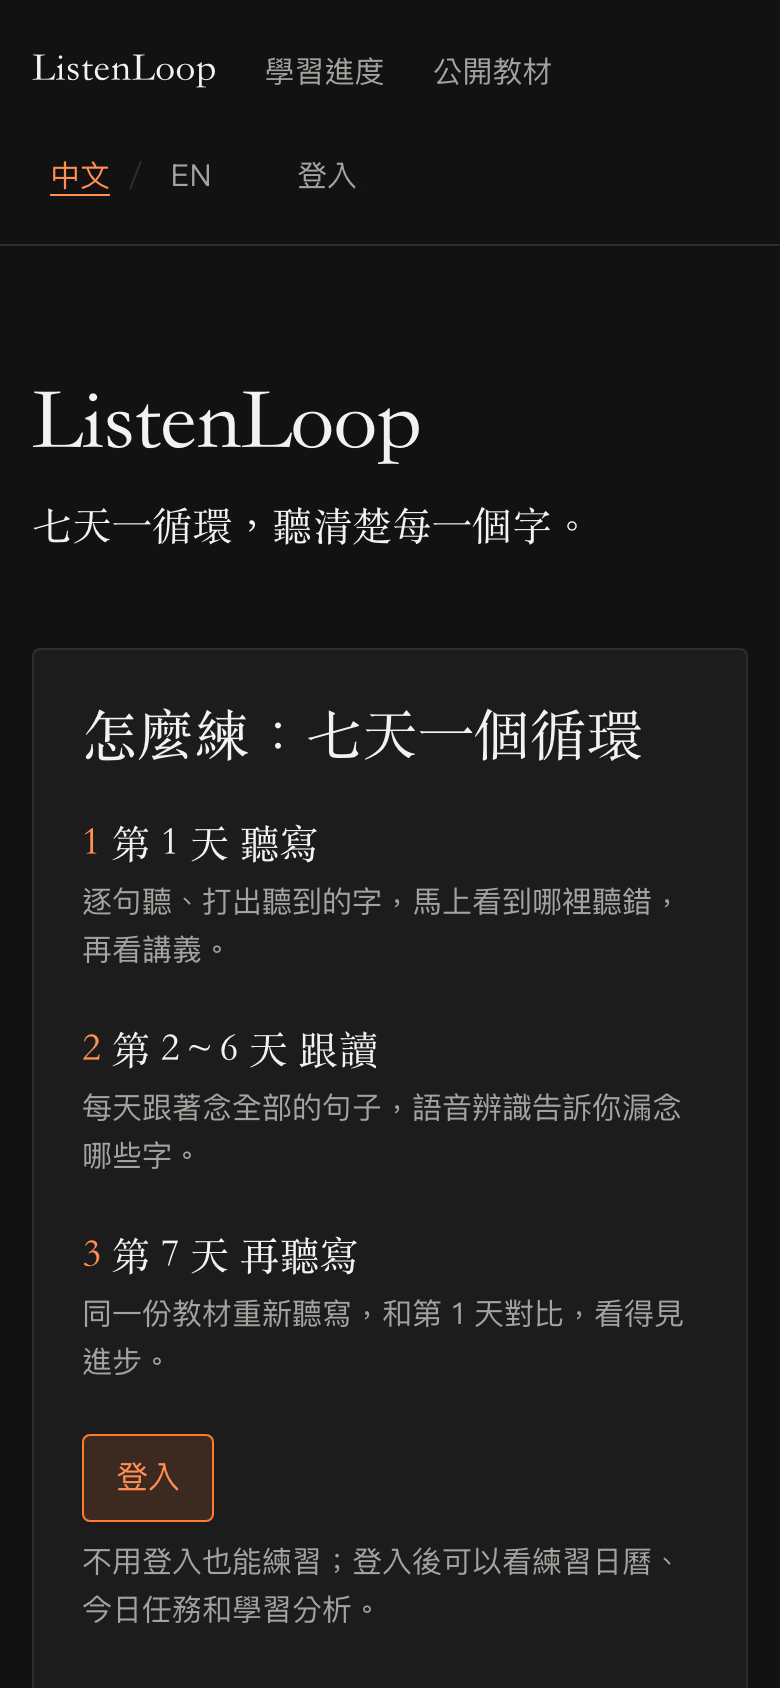 ListenLoop 學習進度 公開教材
中文 / EN 登入
ListenLoop
七天一循環，聽清楚每一個字。
怎麼練：七天一個循環
1 第 1 天 聽寫
逐句聽、打出聽到的字，馬上看到哪裡聽錯，
再看講義。
2 第 2~6 天 跟讀
每天跟著念全部的句子，語音辨識告訴你漏念
哪些字。
3 第 7 天 再聽寫
同一份教材重新聽寫，和第 1 天對比，看得見
進步。
登入
不用登入也能練習；登入後可以看練習日曆、
今日任務和學習分析。